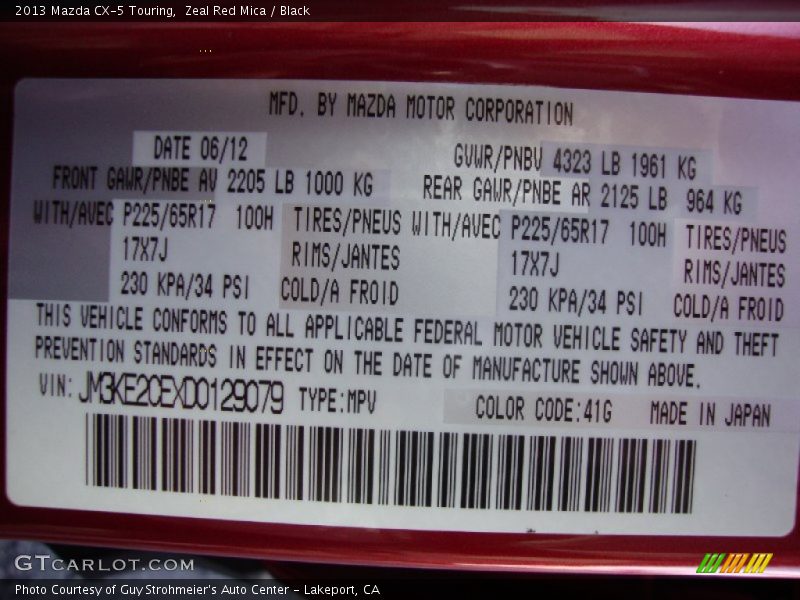 2013 Mazda CX-5 Touring,  Zeal Red Mica / Black
MFD. BY MAZDA MOTOR CORPORATION
DATE 06/12
GVWR/PNBV 4323 LB 1961 KG
FRONT GAWR/PNBE AV 2205 LB 1000 KG
REAR GAWR/PNBE AR 2125 LB 964 KG
WITH/AVEC P225/65R17 100H TIRES/PNEUS WITH/AVEC P225/65R17 100H TIRES/PNEUS
17X7J RIMS/JANTES 17X7J RIMS/JANTES
230 KPA/34 PSI COLD/A FROID 230 KPA/34 PSI COLD/A FROID
THIS VEHICLE CONFORMS TO ALL APPLICABLE FEDERAL MOTOR VEHICLE SAFETY AND THEFT
PREVENTION STANDARDS IN EFFECT ON THE DATE OF MANUFACTURE SHOWN ABOVE.
VIN: JM3KE2CEXD0129079 TYPE:MPV COLOR CODE:41G MADE IN JAPAN
GTCARLOT.COM
Photo Courtesy of Guy Strohmeier's Auto Center - Lakeport, CA